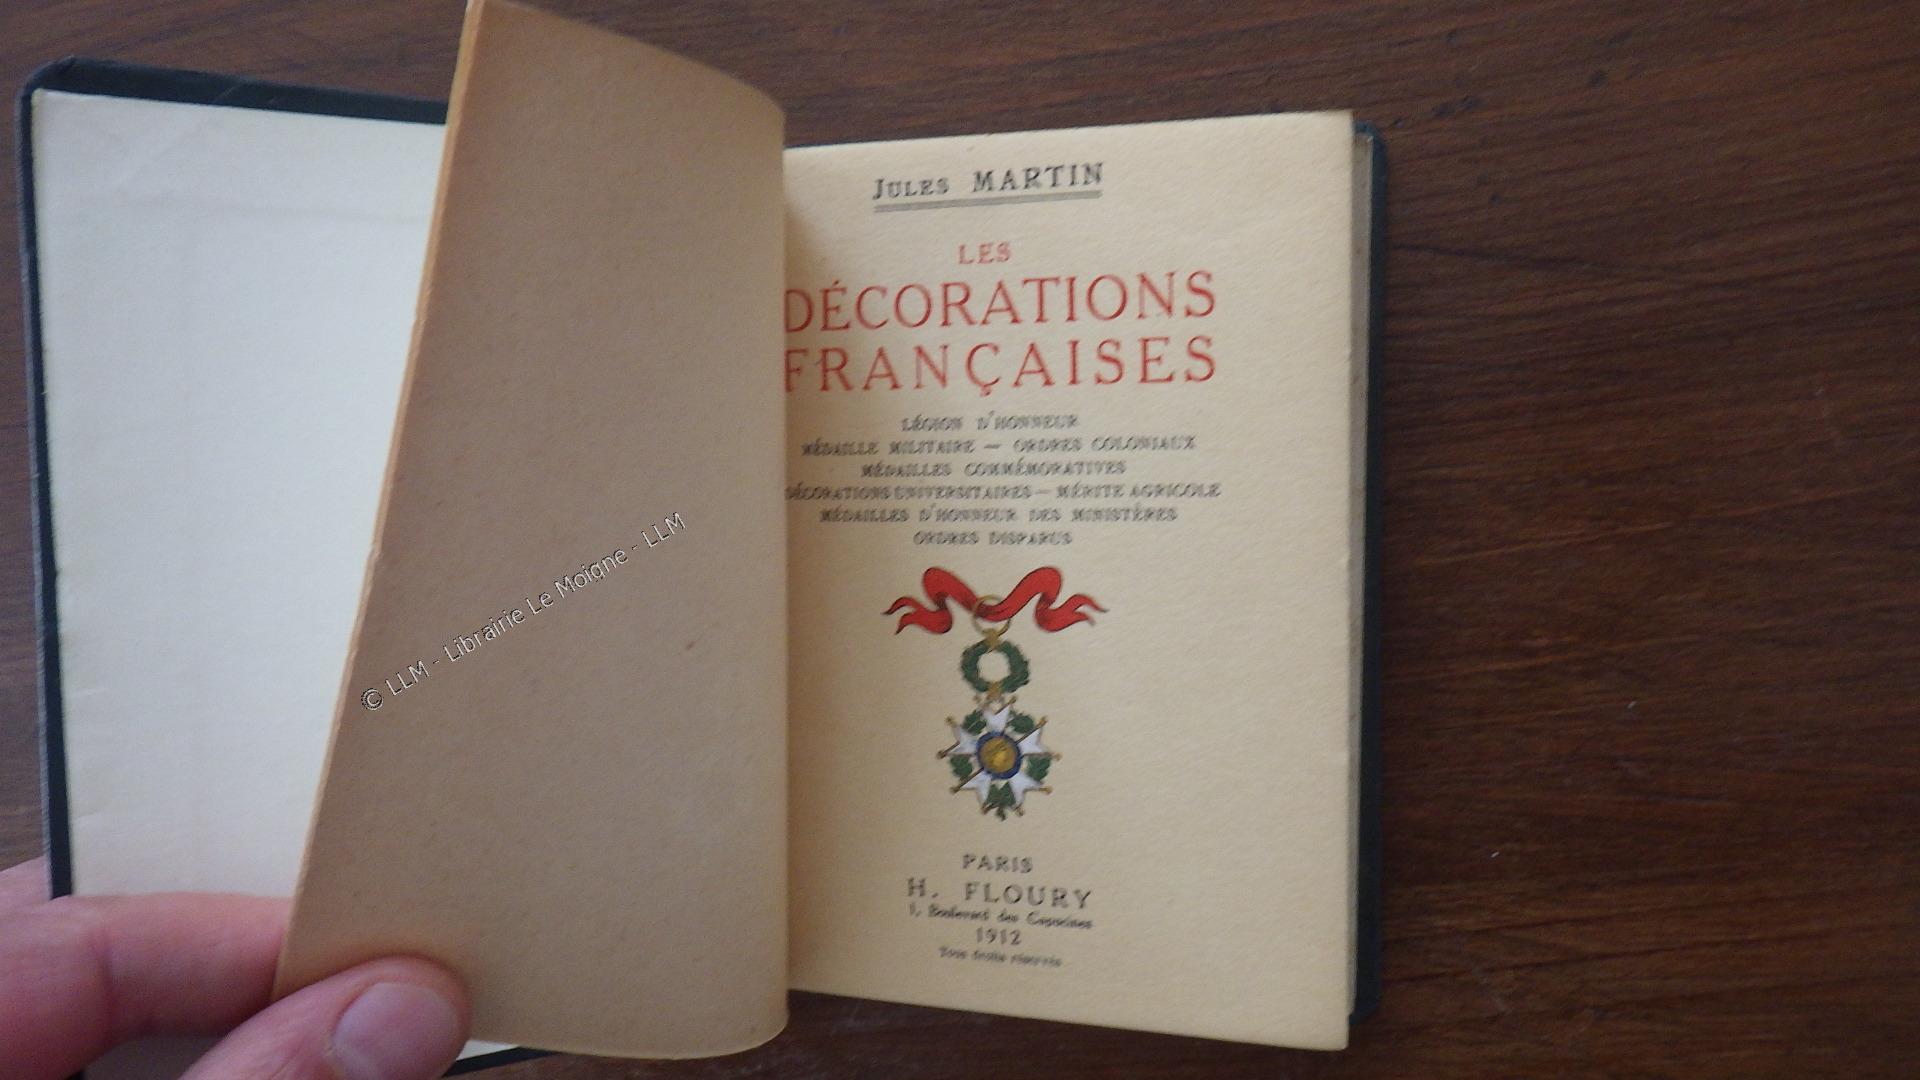 JULES MARTIN
LES
DÉCORATIONS
FRANÇAISES
LÉGION D'HONNEUR
MÉDAILLE MILITAIRE — ORDRES COLONIAUX
MÉDAILLES COMMÉMORATIVES
DÉCORATIONS UNIVERSITAIRES — MÉRITE AGRICOLE
MÉDAILLES D'HONNEUR DES MINISTÈRES
ORDRES DISPARUS
PARIS
H. FLOURY
1, Boulevard des Capucines
1912
Tous droits réservés
© LLM - Librairie Le Moigne - LLM